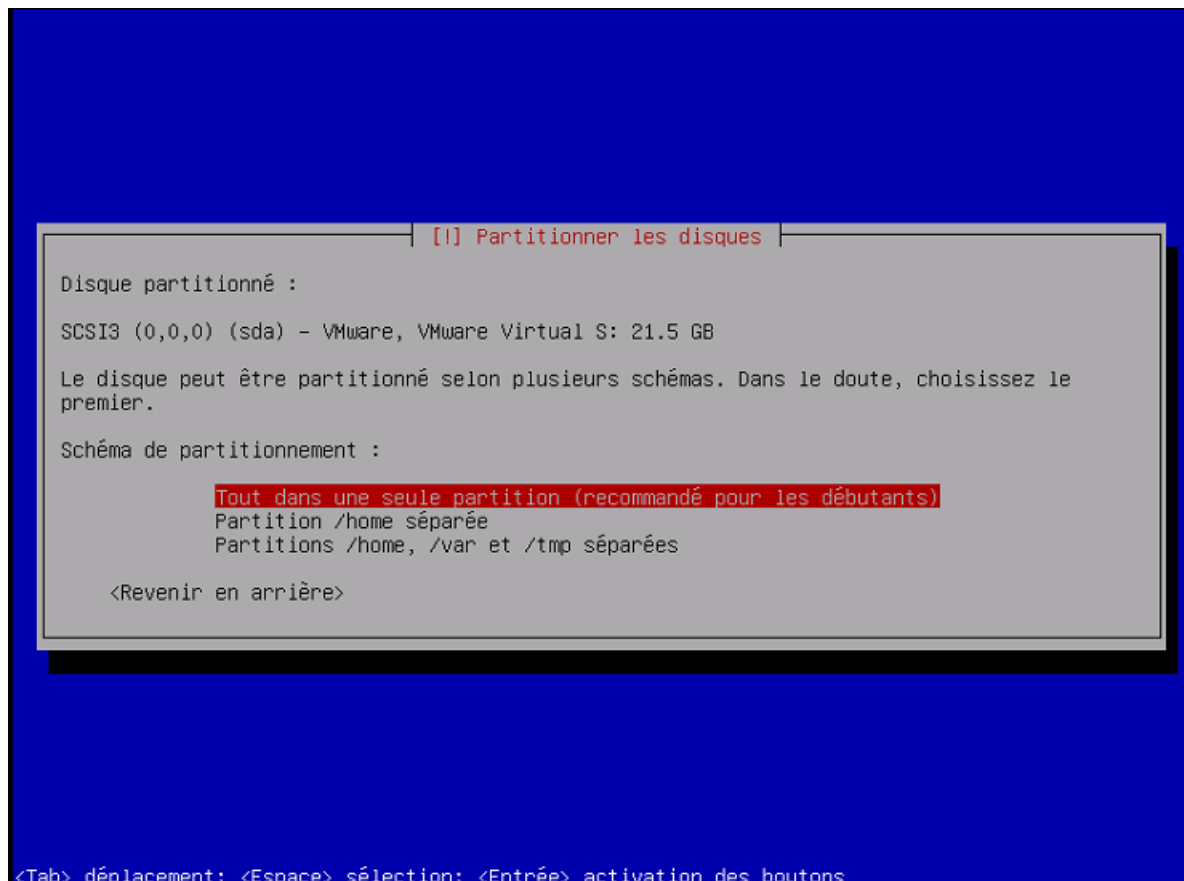 [!] Partitionner les disques
Disque partitionné :
SCSI3 (0,0,0) (sda) – VMware, VMware Virtual S: 21.5 GB
Le disque peut être partitionné selon plusieurs schémas. Dans le doute, choisissez le
premier.
Schéma de partitionnement :
Tout dans une seule partition (recommandé pour les débutants)
Partition /home séparée
Partitions /home, /var et /tmp séparées
<Revenir en arrière>
<Tab> déplacement; <Espace> sélection; <Entrée> activation des boutons